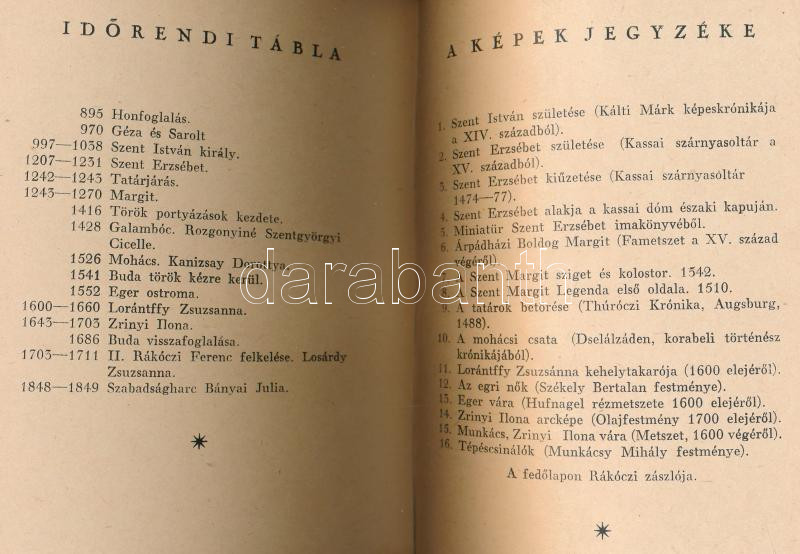 IDŐRENDI TÁBLA
895 Honfoglalás.
970 Géza és Sarolt
997—1038 Szent István király.
1207—1231 Szent Erzsébet.
1242—1243 Tatárjárás.
1243—1270 Margit.
1416 Török portyázások kezdete.
1428 Galambóc. Rozgonyiné Szentgyörgyi
Cicelle.
1526 Mohács. Kanizsay Dorottya.
1541 Buda török kézre kerül.
1552 Eger ostroma.
1600—1660 Lorántffy Zsuzsanna.
1643—1703 Zrinyi Ilona.
1686 Buda visszafoglalása.
1703—1711 II. Rákóczi Ferenc felkelése. Losárdy
Zsuzsanna.
1848—1849 Szabadságharc Bányai Julia.
A KÉPEK JEGYZÉKE
1. Szent István születése (Kálti Márk képeskrónikája
a XIV. századból).
2. Szent Erzsébet születése (Kassai szárnyasoltár a
XV. századból).
3. Szent Erzsébet kiűzetése (Kassai szárnyasoltár
1474—77).
4. Szent Erzsébet alakja a kassai dóm északi kapuján.
5. Miniatür Szent Erzsébet imakönyvéből.
6. Árpádházi Boldog Margit (Fametszet a XV. század
végéről).
7. A Szent Margit sziget és kolostor. 1542.
8. A Szent Margit Legenda első oldala. 1510.
9. A tatárok betörése (Thúróczi Krónika, Augsburg,
1488).
10. A mohácsi csata (Dselálzáden, korabeli történész
krónikájából).
11. Lorántffy Zsuzsánna kehelytakarója (1600 elejéről).
12. Az egri nők (Székely Bertalan festménye).
13. Eger vára (Hufnagel rézmetszete 1600 elejéről).
14. Zrinyi Ilona arcképe (Olajfestmény 1700 elejéről).
15. Munkács, Zrinyi Ilona vára (Metszet, 1600 végéről).
16. Tépéscsinálók (Munkácsy Mihály festménye).
A fedőlapon Rákóczi zászlója.
darabanth